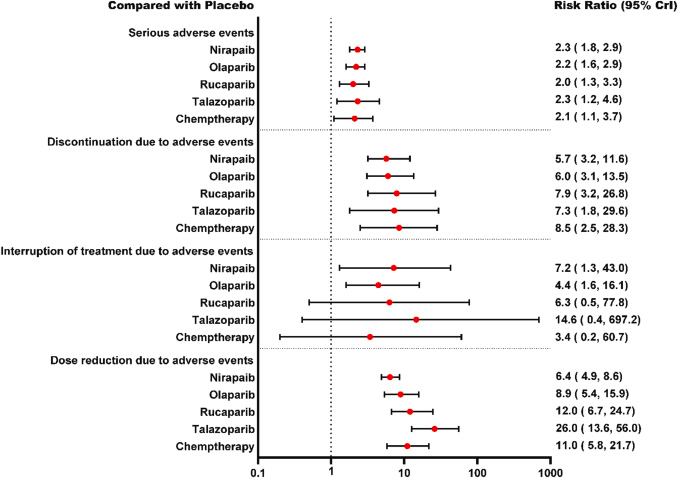 Compared with Placebo Risk Ratio (95% CrI)
Serious adverse events
Nirapaib 2.3 ( 1.8, 2.9)
Olaparib 2.2 ( 1.6, 2.9)
Rucaparib 2.0 ( 1.3, 3.3)
Talazoparib 2.3 ( 1.2, 4.6)
Chemptherapy 2.1 ( 1.1, 3.7)
Discontinuation due to adverse events
Nirapaib 5.7 ( 3.2, 11.6)
Olaparib 6.0 ( 3.1, 13.5)
Rucaparib 7.9 ( 3.2, 26.8)
Talazoparib 7.3 ( 1.8, 29.6)
Chemptherapy 8.5 ( 2.5, 28.3)
Interruption of treatment due to adverse events
Nirapaib 7.2 ( 1.3, 43.0)
Olaparib 4.4 ( 1.6, 16.1)
Rucaparib 6.3 ( 0.5, 77.8)
Talazoparib 14.6 ( 0.4, 697.2)
Chemptherapy 3.4 ( 0.2, 60.7)
Dose reduction due to adverse events
Nirapaib 6.4 ( 4.9, 8.6)
Olaparib 8.9 ( 5.4, 15.9)
Rucaparib 12.0 ( 6.7, 24.7)
Talazoparib 26.0 ( 13.6, 56.0)
Chemptherapy 11.0 ( 5.8, 21.7)
0.1 1 10 100 1000